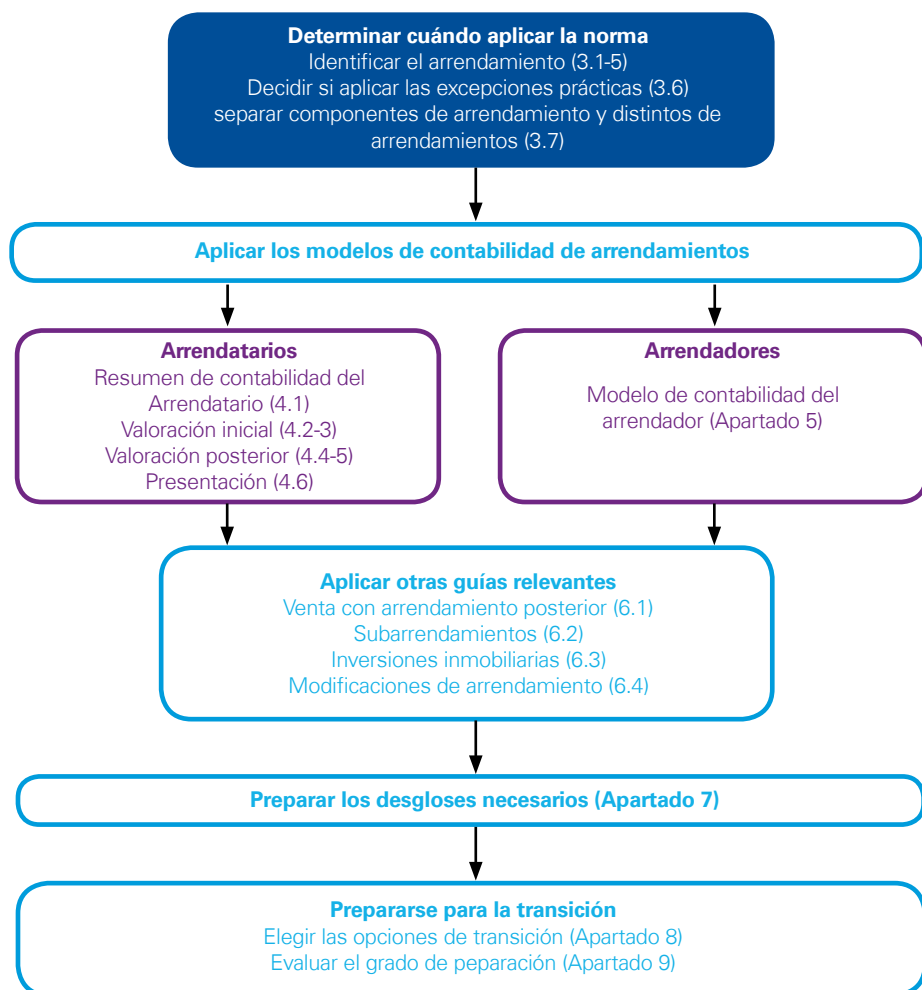 Determinar cuándo aplicar la norma
Identificar el arrendamiento (3.1-5)
Decidir si aplicar las excepciones prácticas (3.6)
separar componentes de arrendamiento y distintos de
arrendamientos (3.7)
Aplicar los modelos de contabilidad de arrendamientos
Arrendatarios
Resumen de contabilidad del
Arrendatario (4.1)
Valoración inicial (4.2-3)
Valoración posterior (4.4-5)
Presentación (4.6)
Arrendadores
Modelo de contabilidad del
arrendador (Apartado 5)
Aplicar otras guías relevantes
Venta con arrendamiento posterior (6.1)
Subarrendamientos (6.2)
Inversiones inmobiliarias (6.3)
Modificaciones de arrendamiento (6.4)
Preparar los desgloses necesarios (Apartado 7)
Prepararse para la transición
Elegir las opciones de transición (Apartado 8)
Evaluar el grado de peparación (Apartado 9)